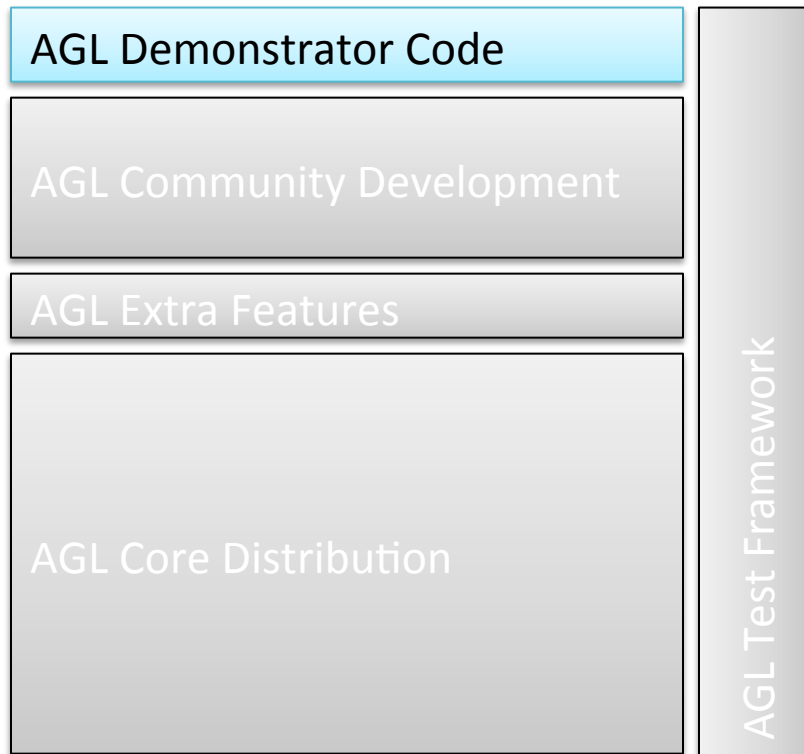 AGL Demonstrator Code
AGL Community Development
AGL Extra Features
AGL Core Distribution
AGL Test Framework